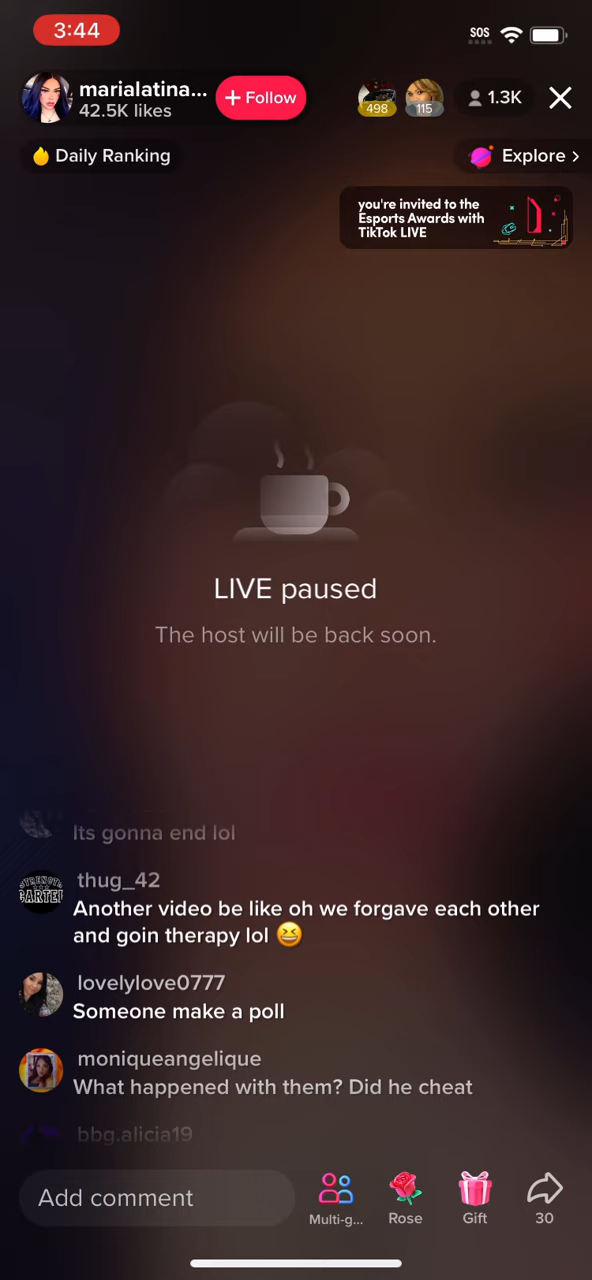 3:44
SOS
marialatina...
42.5K likes
+ Follow
498
115
1.3K
Daily Ranking
Explore >
you're invited to the
Esports Awards with
TikTok LIVE
LIVE paused
The host will be back soon.
Its gonna end lol
thug_42
STRENGTH
CARTEL
Another video be like oh we forgave each other
and goin therapy lol 😆
lovelylove0777
Someone make a poll
moniqueangelique
What happened with them? Did he cheat
bbg.alicia19
Add comment
Multi-g...
Rose
Gift
30